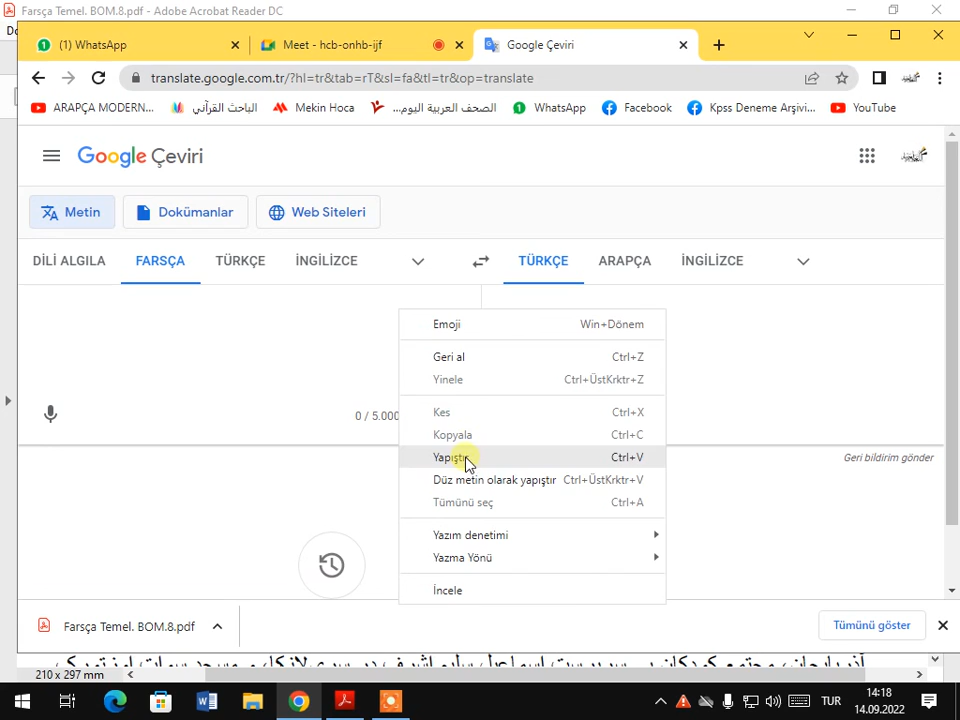 Farsça Temel. BOM.8.pdf - Adobe Acrobat Reader DC
(1) WhatsApp
Meet - hcb-onhb-ijf
Google Çeviri
translate.google.com.tr/?hl=tr&tab=rT&sl=fa&tl=tr&op=translate
ARAPÇA MODERN...
الباحث القرآني
Mekin Hoca
الصحف العربية اليوم...
WhatsApp
Facebook
Kpss Deneme Arşivi...
YouTube
Google Çeviri
Metin
Dokümanlar
Web Siteleri
DİLİ ALGILA
FARSÇA
TÜRKÇE
İNGİLİZCE
TÜRKÇE
ARAPÇA
İNGİLİZCE
Emoji Win+Dönem
Geri al Ctrl+Z
Yinele Ctrl+ÜstKrktr+Z
0 / 5.000
Kes Ctrl+X
Kopyala Ctrl+C
Yapıştır Ctrl+V
Geri bildirim gönder
Düz metin olarak yapıştır Ctrl+ÜstKrktr+V
Tümünü seç Ctrl+A
Yazım denetimi
Yazma Yönü
İncele
Farsça Temel. BOM.8.pdf
Tümünü göster
210 x 297 mm
TUR
14:18
14.09.2022